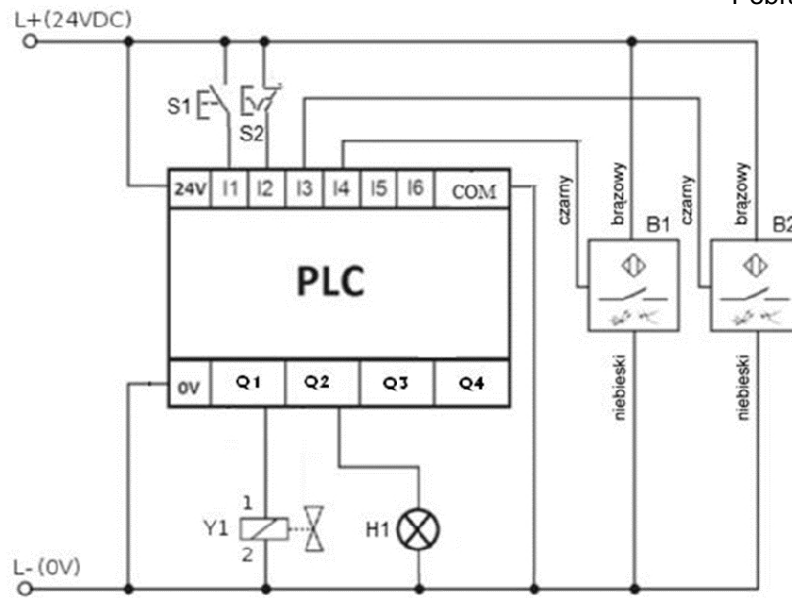 L+(24VDC)
S1
S2
24V I1 I2 I3 I4 I5 I6 COM
czarny
brązowy
czarny
brązowy
B1
B2
PLC
0V Q1 Q2 Q3 Q4
niebieski
niebieski
1
Y1
2
H1
L-(0V)